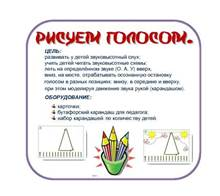 РИСУЕМ ГОЛОСОМ.
ЦЕЛЬ:
развивать у детей звуковысотный слух;
учить детей читать звуковысотные схемы;
петь на определённом звуке (О, А, У) вверх,
вниз, на месте, отрабатывать осознанную остановку
голосом в разных позициях: внизу, в середине и вверху,
при этом моделируя движение звука рукой (карандашом).
ОБОРУДОВАНИЕ:
карточки;
бутафорский карандаш для педагога;
набор карандашей по количеству детей.